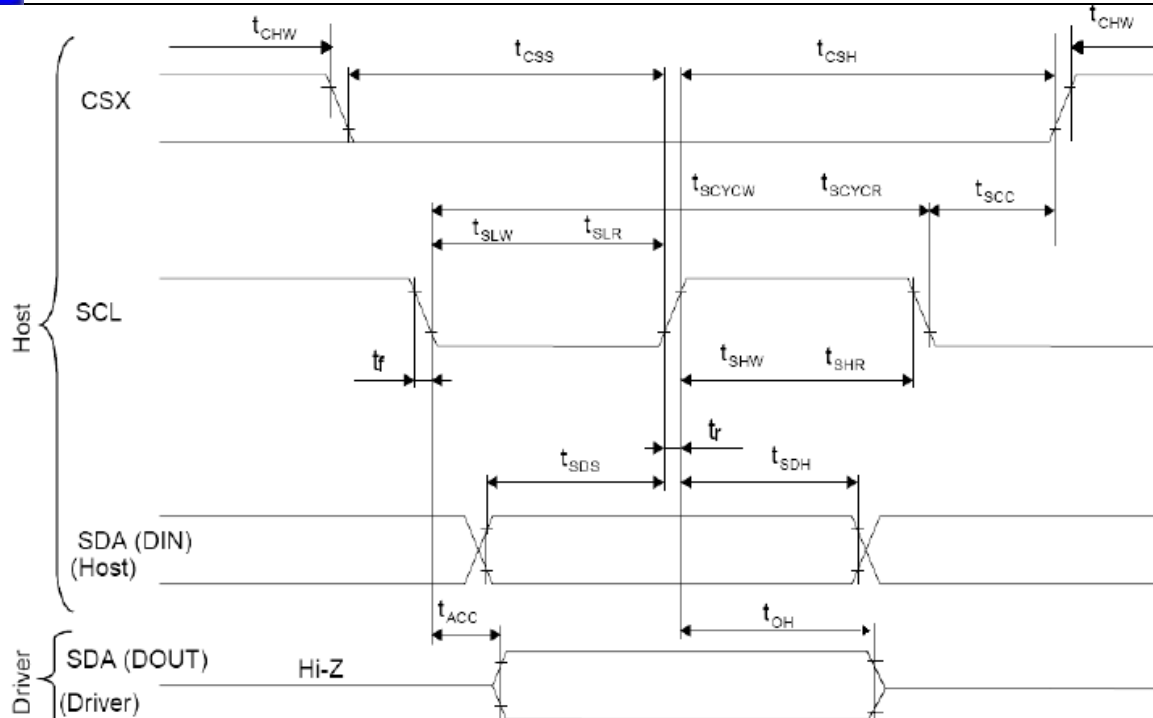 tCHW
tCHW
tCSS
tCSH
CSX
tSCYCW
tSCYCR
tSCC
tSLW
tSLR
SCL
Host
tf
tSHW
tSHR
tr
tSDS
tSDH
SDA (DIN)
(Host)
tACC
tOH
SDA (DOUT)
Hi-Z
Driver
(Driver)